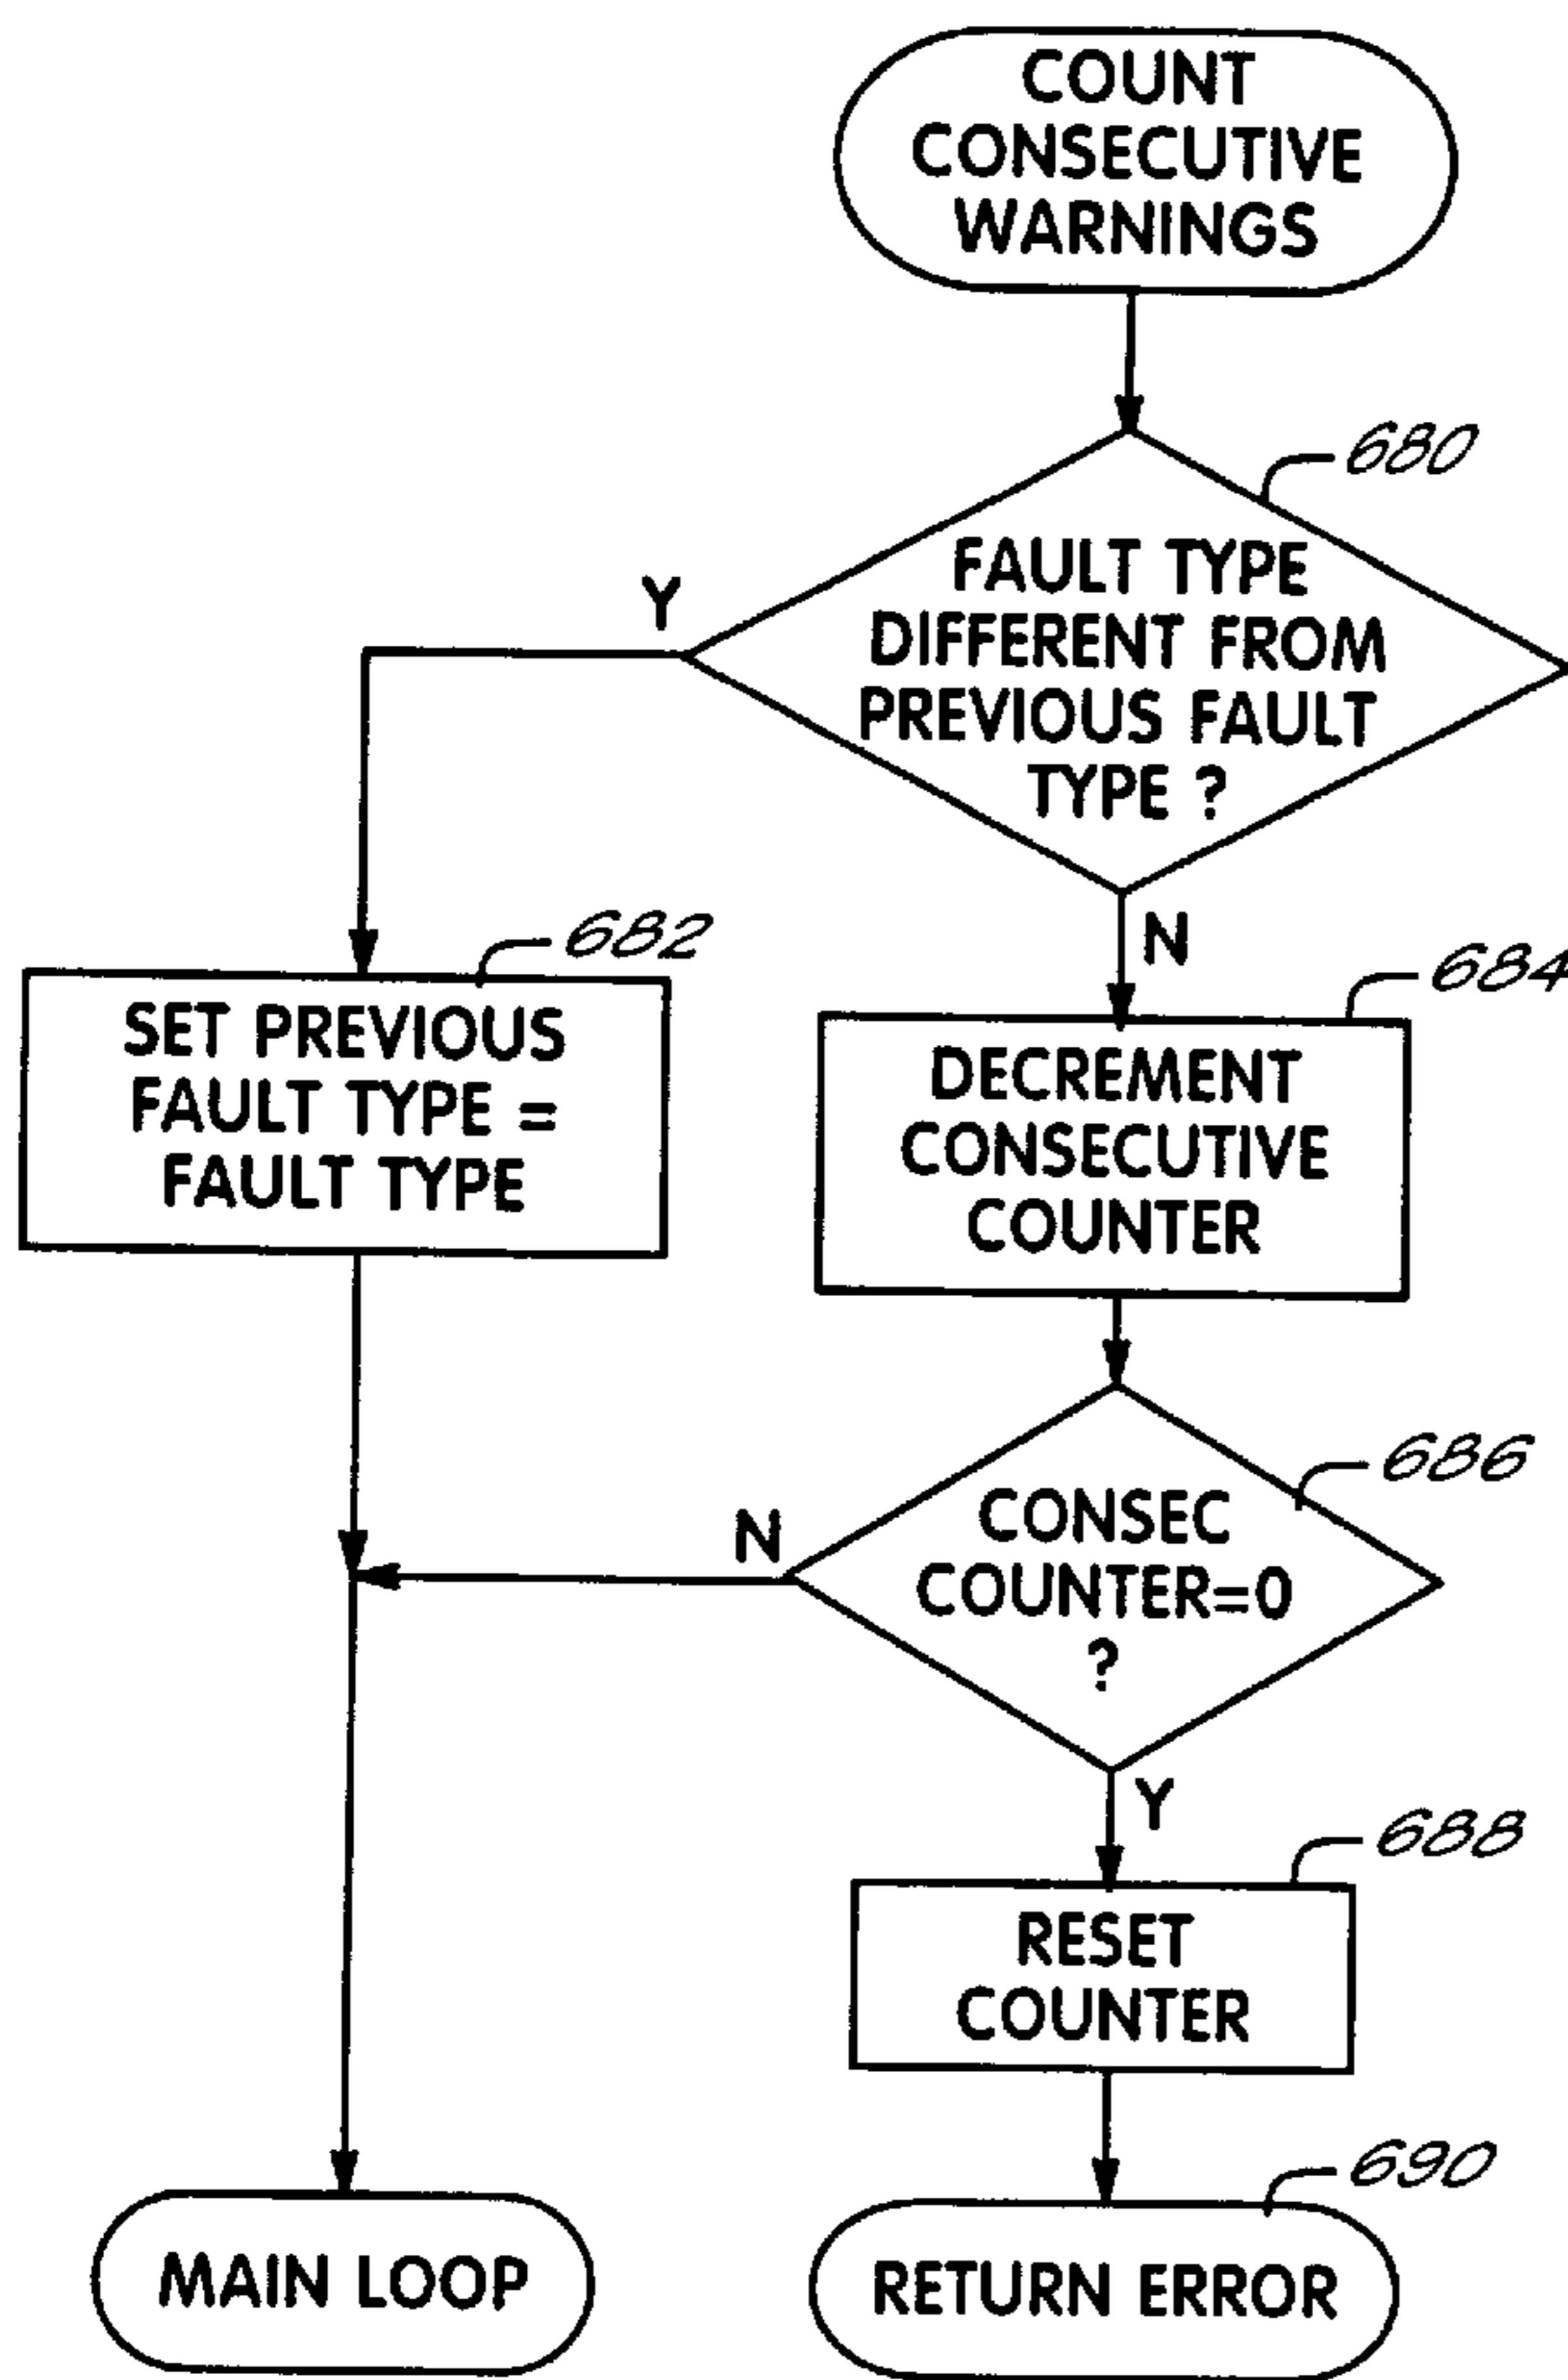 COUNT
CONSECUTIVE
WARNINGS
680
FAULT TYPE
DIFFERENT FROM
PREVIOUS FAULT
TYPE ?
Y
N
682
SET PREVIOUS
FAULT TYPE =
FAULT TYPE
684
DECREMENT
CONSECUTIVE
COUNTER
686
CONSEC
COUNTER=0
?
N
Y
688
RESET
COUNTER
690
MAIN LOOP
RETURN ERROR